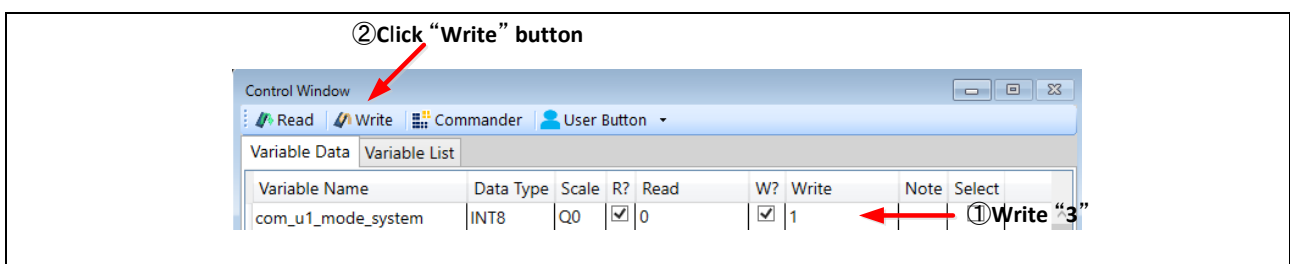 ②Click “Write” button
Control Window
Read Write Commander User Button
Variable Data Variable List
Variable Name Data Type Scale R? Read W? Write Note Select
com_u1_mode_system INT8 Q0 0 1 ①Write “3”